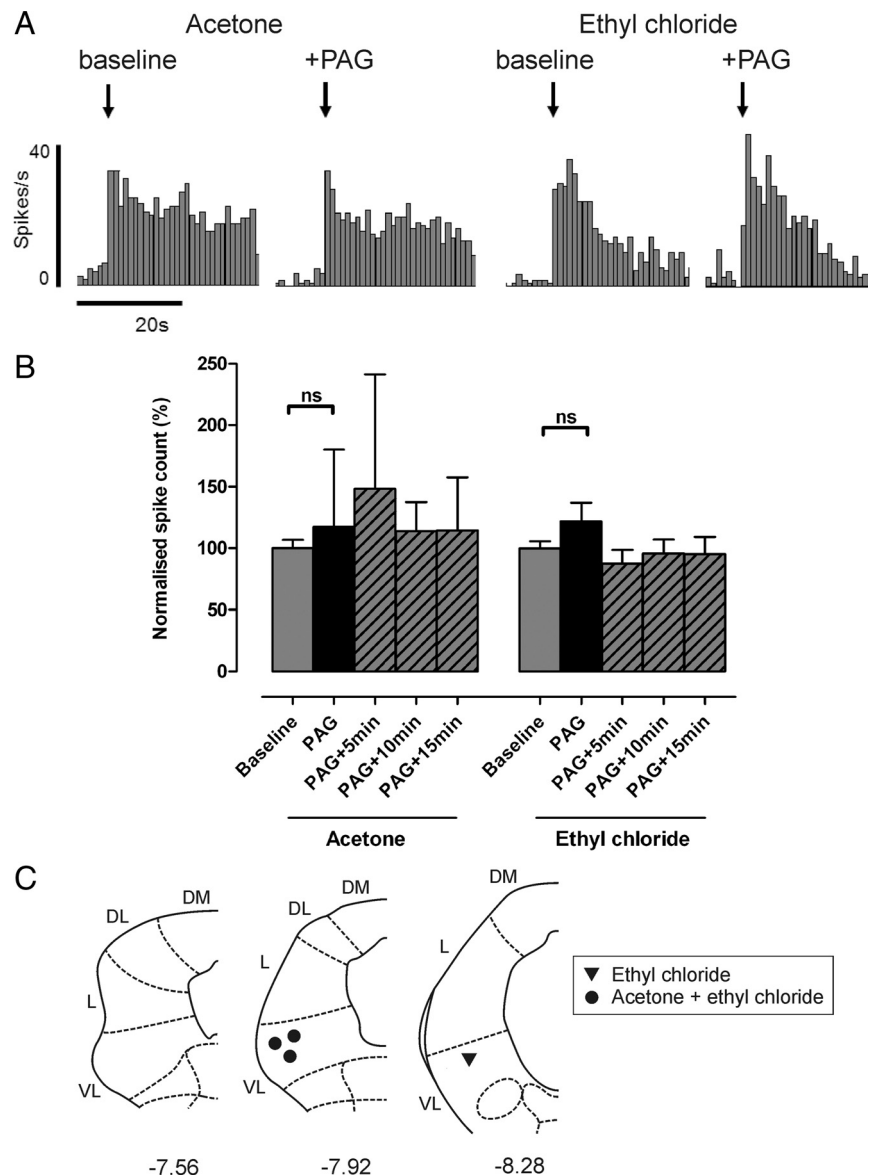 A
Acetone
Ethyl chloride
baseline
+PAG
baseline
+PAG
40
Spikes/s
0
20s
B
250
200
150
100
50
0
Normalised spike count (%)
ns
ns
Baseline
PAG
PAG+5min
PAG+10min
PAG+15min
Baseline
PAG
PAG+5min
PAG+10min
PAG+15min
Acetone
Ethyl chloride
C
DM
DL
L
VL
-7.56
DM
DL
L
-7.92
DM
L
VL
-8.28
Ethyl chloride
Acetone + ethyl chloride